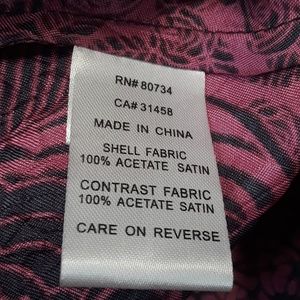 RN# 80734
CA# 31458
MADE IN CHINA
SHELL FABRIC
100% ACETATE SATIN
CONTRAST FABRIC
100% ACETATE SATIN
CARE ON REVERSE